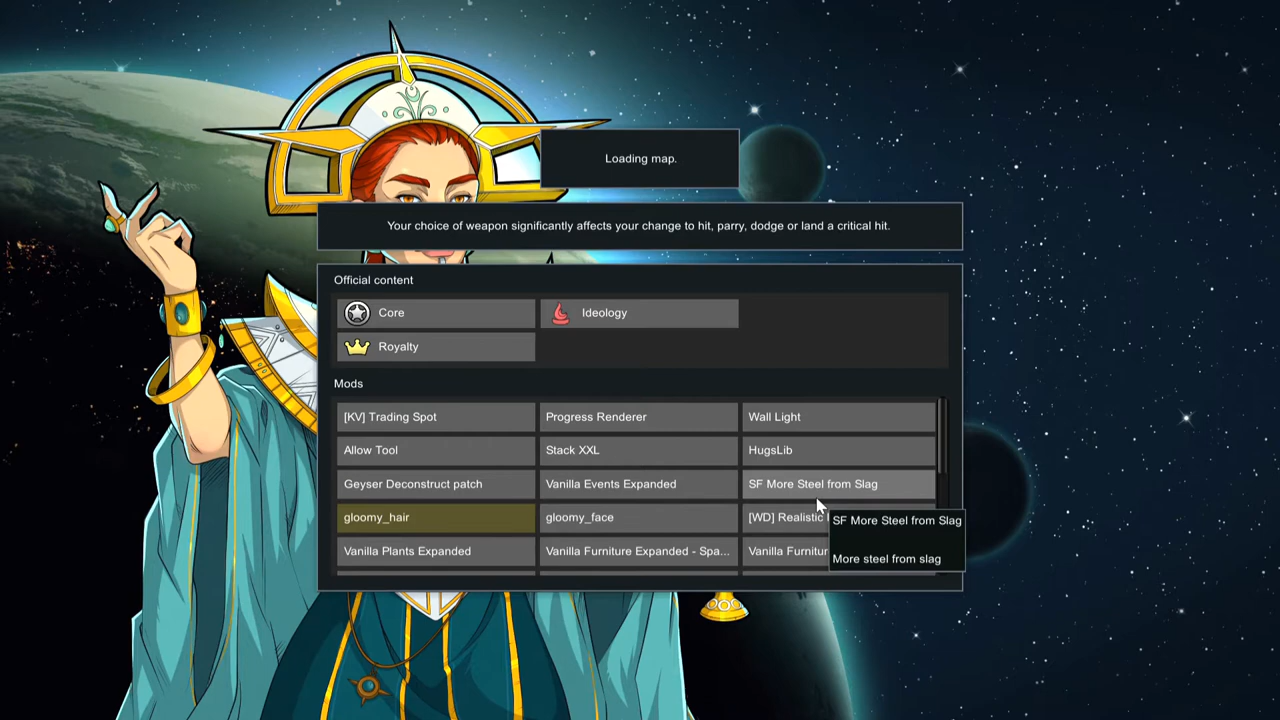 Loading map.
Your choice of weapon significantly affects your change to hit, parry, dodge or land a critical hit.
Official content
Core
Ideology
Royalty
Mods
[KV] Trading Spot
Progress Renderer
Wall Light
Allow Tool
Stack XXL
HugsLib
Geyser Deconstruct patch
Vanilla Events Expanded
SF More Steel from Slag
gloomy_hair
gloomy_face
[WD] Realistic
SF More Steel from Slag
Vanilla Plants Expanded
Vanilla Furniture Expanded - Spa...
Vanilla
More steel from slag